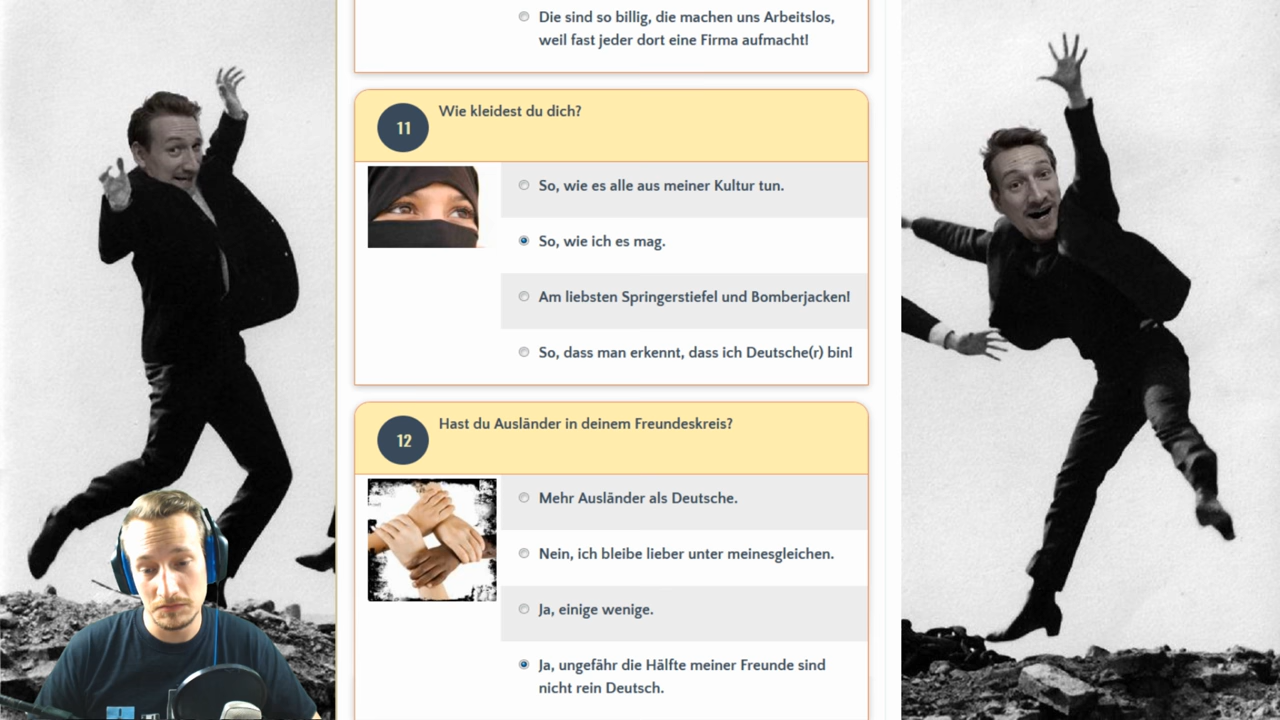 Die sind so billig, die machen uns Arbeitslos,
weil fast jeder dort eine Firma aufmacht!
11
Wie kleidest du dich?
So, wie es alle aus meiner Kultur tun.
So, wie ich es mag.
Am liebsten Springerstiefel und Bomberjacken!
So, dass man erkennt, dass ich Deutsche(r) bin!
12
Hast du Ausländer in deinem Freundeskreis?
Mehr Ausländer als Deutsche.
Nein, ich bleibe lieber unter meinesgleichen.
Ja, einige wenige.
Ja, ungefähr die Hälfte meiner Freunde sind
nicht rein Deutsch.